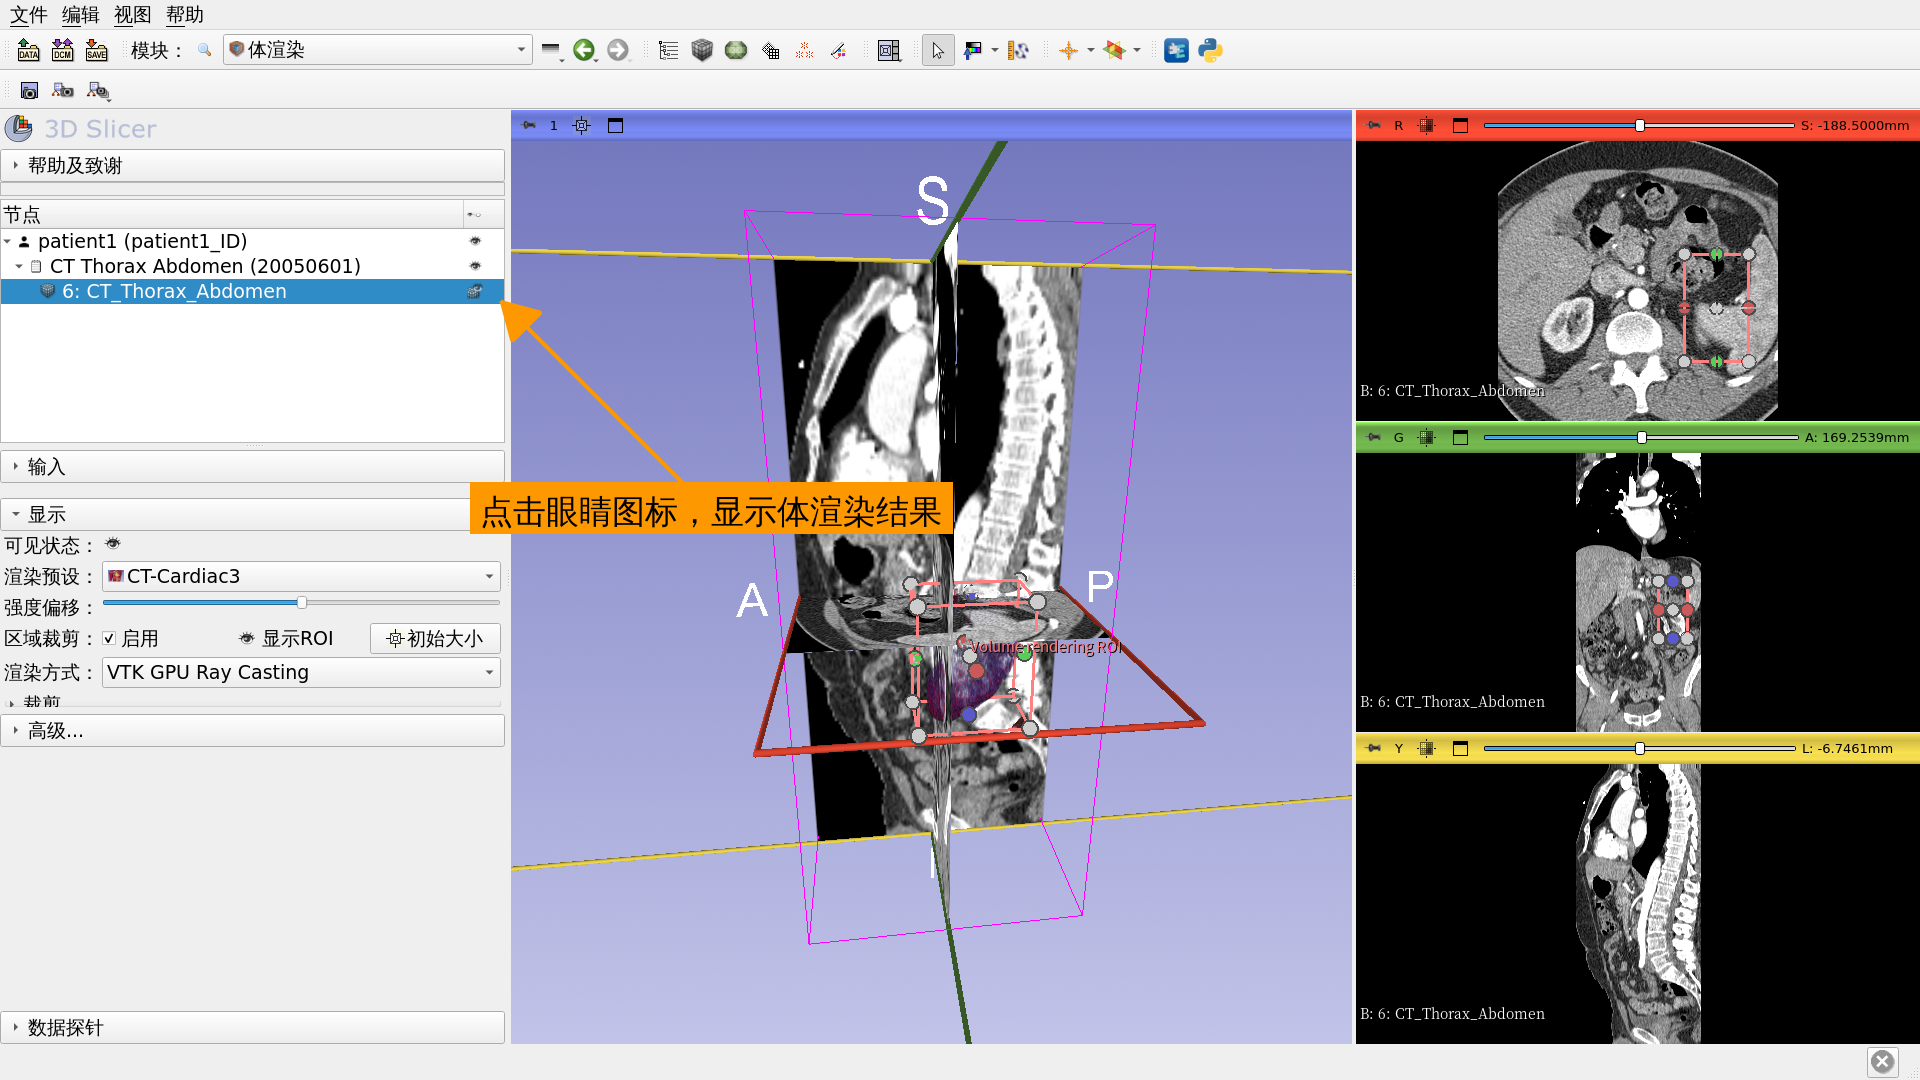 文件 编辑 视图 帮助
DATA DCM SAVE 模块： 体渲染
3D Slicer
帮助及致谢
节点
patient1 (patient1_ID)
CT Thorax Abdomen (20050601)
6: CT_Thorax_Abdomen
输入
显示
可见状态：
渲染预设： CT-Cardiac3
强度偏移：
区域裁剪： 启用 显示ROI 初始大小
渲染方式： VTK GPU Ray Casting
裁剪
高级...
数据探针
1
S
点击眼睛图标，显示体渲染结果
A
P
Volume rendering ROI
I
R S: -188.5000mm
B: 6: CT_Thorax_Abdomen
G A: 169.2539mm
B: 6: CT_Thorax_Abdomen
Y L: -6.7461mm
B: 6: CT_Thorax_Abdomen